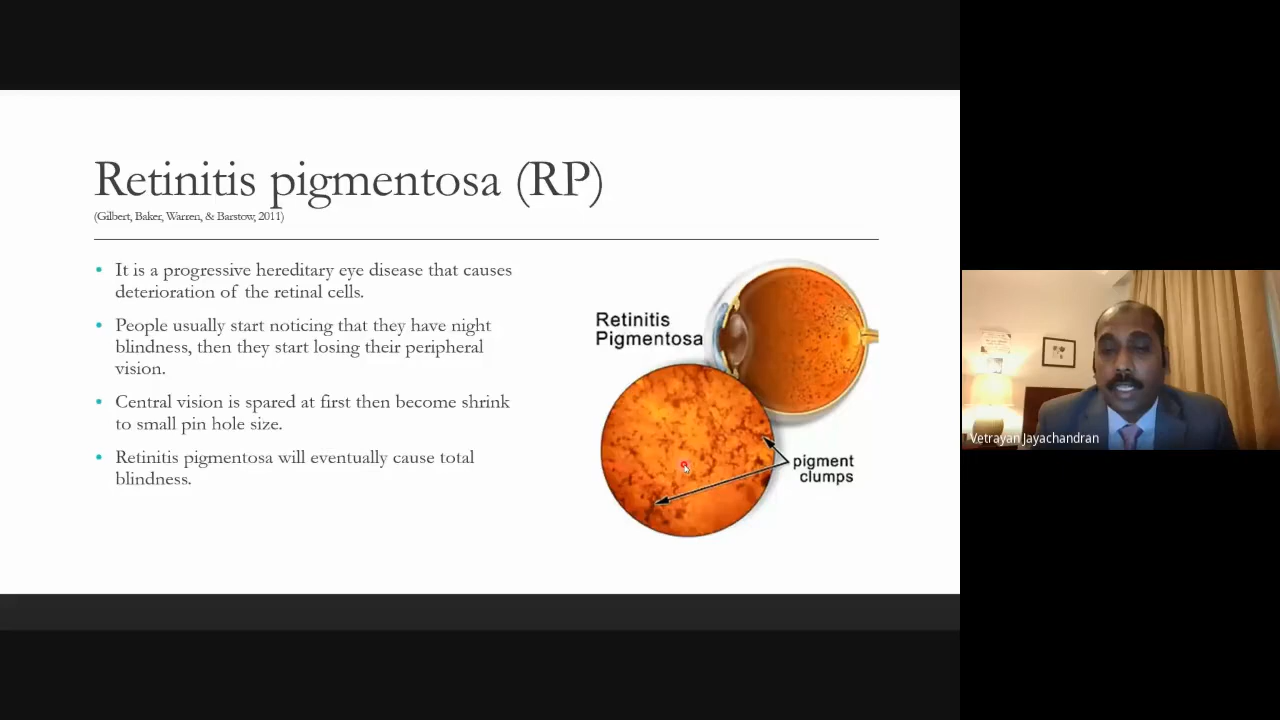 Retinitis pigmentosa (RP)
(Gilbert, Baker, Warren, & Barstow, 2011)
• It is a progressive hereditary eye disease that causes
deterioration of the retinal cells.
• People usually start noticing that they have night
blindness, then they start losing their peripheral
vision.
• Central vision is spared at first then become shrink
to small pin hole size.
• Retinitis pigmentosa will eventually cause total
blindness.
Retinitis
Pigmentosa
pigment
clumps
Vetrayan Jayachandran